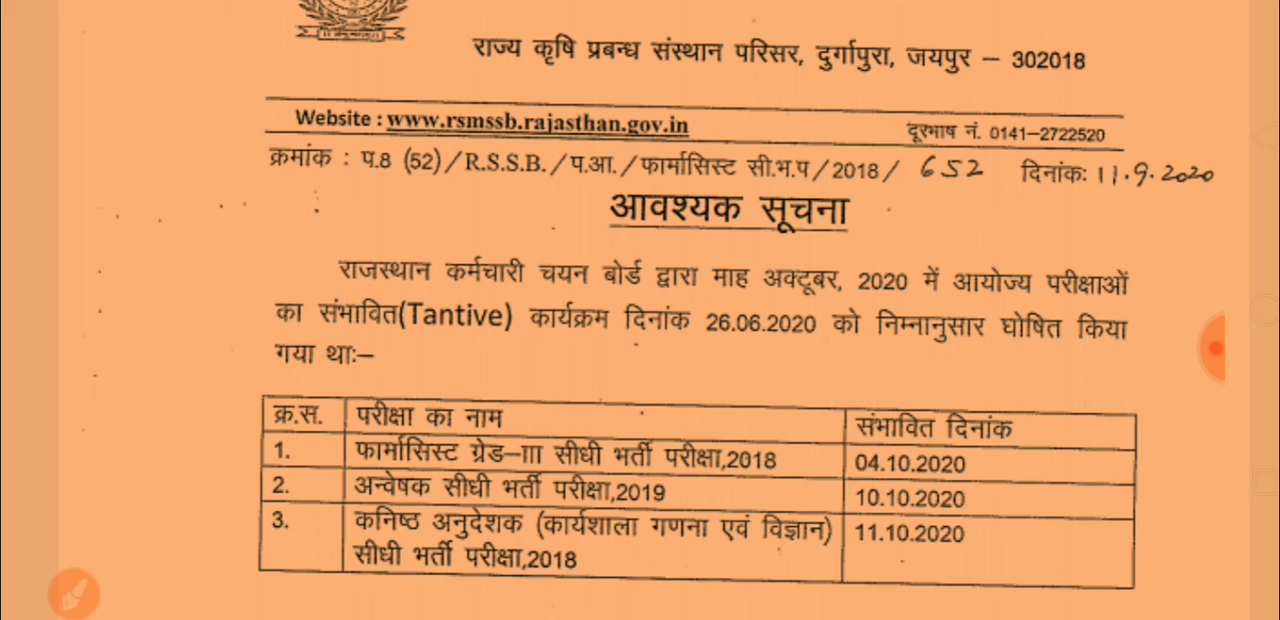 राज्य कृषि प्रबन्ध संस्थान परिसर, दुर्गापुरा, जयपुर – 302018
Website : www.rsmssb.rajasthan.gov.in दूरभाष नं. 0141–2722520
क्रमांक : प.8 (52)/R.S.S.B./प.आ./फार्मासिस्ट सी.भ.प/2018/ 652 दिनांकः 11.9.2020
आवश्यक सूचना
राजस्थान कर्मचारी चयन बोर्ड द्वारा माह अक्टूबर, 2020 में आयोज्य परीक्षाओं
का संभावित(Tantive) कार्यक्रम दिनांक 26.06.2020 को निम्नानुसार घोषित किया
गया थाः–
क्र.स. परीक्षा का नाम संभावित दिनांक
1. फार्मासिस्ट ग्रेड–III सीधी भर्ती परीक्षा,2018 04.10.2020
2. अन्वेषक सीधी भर्ती परीक्षा,2019 10.10.2020
3. कनिष्ठ अनुदेशक (कार्यशाला गणना एवं विज्ञान) 11.10.2020
सीधी भर्ती परीक्षा,2018